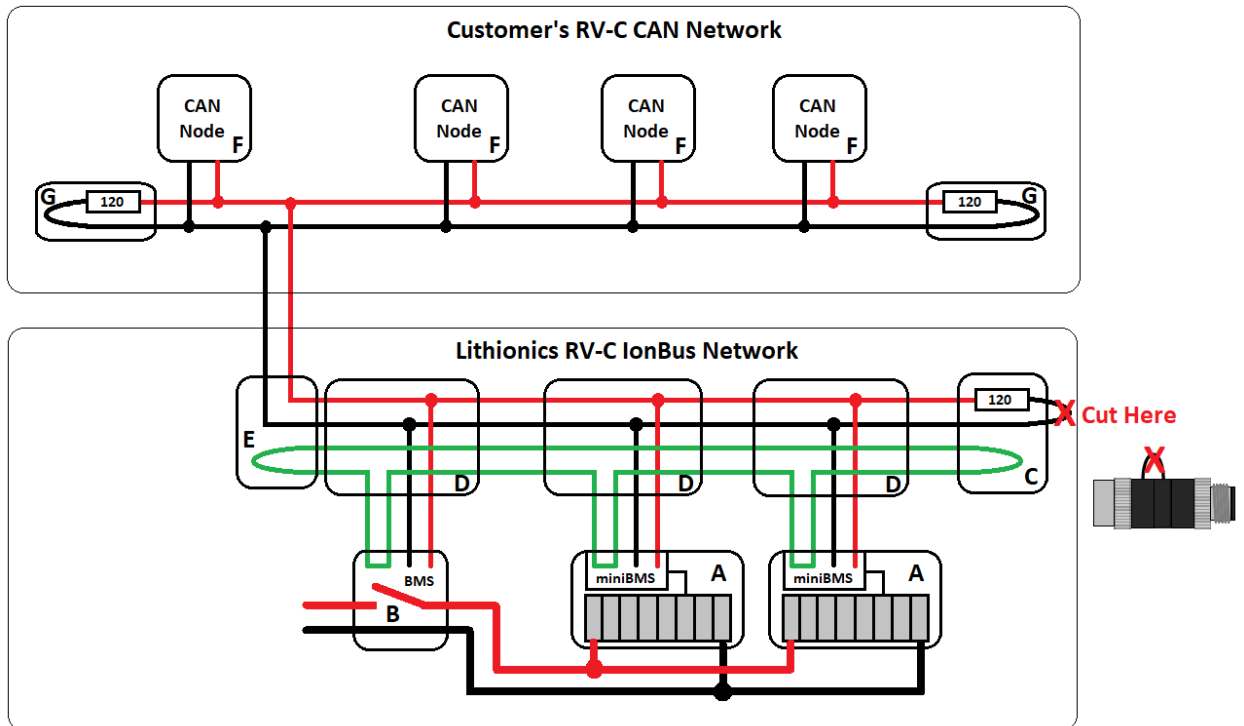 Customer's RV-C CAN Network
CAN
Node
F
CAN
Node
F
CAN
Node
F
CAN
Node
F
G
120
120
G
Lithionics RV-C IonBus Network
120
X Cut Here
E
X
D
D
D
C
BMS
miniBMS
A
miniBMS
A
B